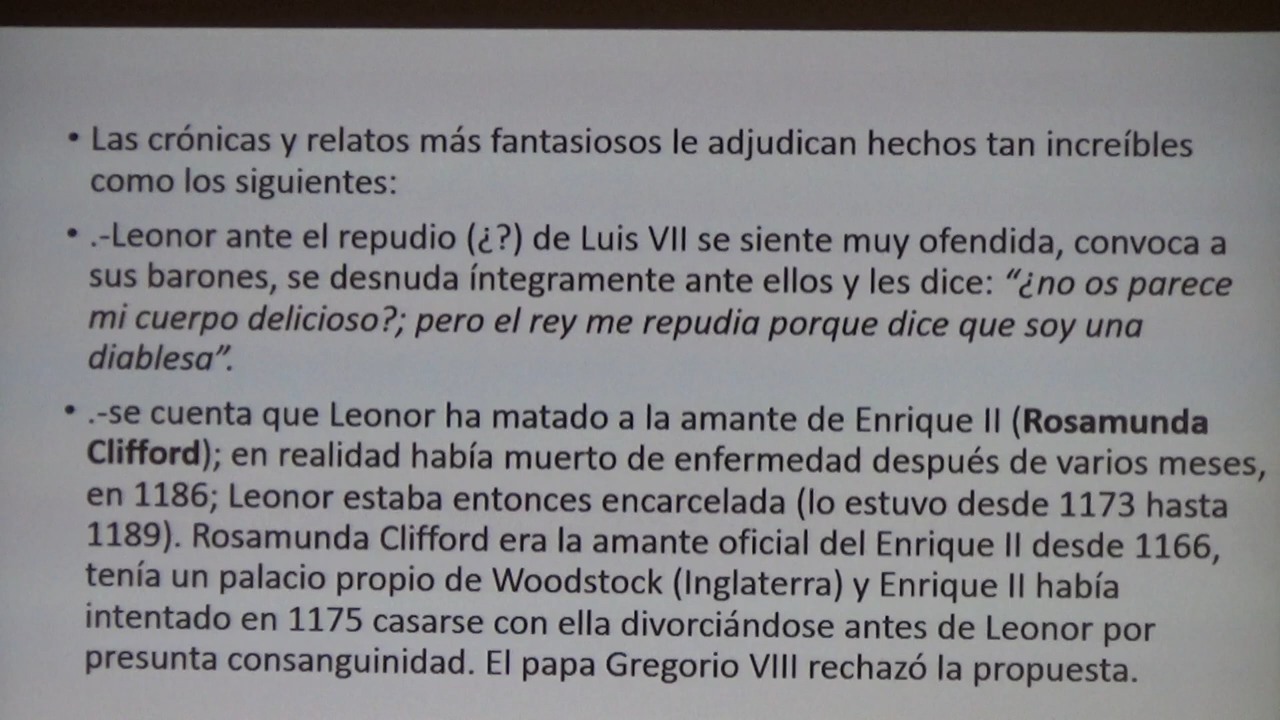 • Las crónicas y relatos más fantasiosos le adjudican hechos tan increíbles
como los siguientes:
• .-Leonor ante el repudio (¿?) de Luis VII se siente muy ofendida, convoca a
sus barones, se desnuda íntegramente ante ellos y les dice: “¿no os parece
mi cuerpo delicioso?; pero el rey me repudia porque dice que soy una
diablesa”.
• .-se cuenta que Leonor ha matado a la amante de Enrique II (Rosamunda
Clifford); en realidad había muerto de enfermedad después de varios meses,
en 1186; Leonor estaba entonces encarcelada (lo estuvo desde 1173 hasta
1189). Rosamunda Clifford era la amante oficial del Enrique II desde 1166,
tenía un palacio propio de Woodstock (Inglaterra) y Enrique II había
intentado en 1175 casarse con ella divorciándose antes de Leonor por
presunta consanguinidad. El papa Gregorio VIII rechazó la propuesta.